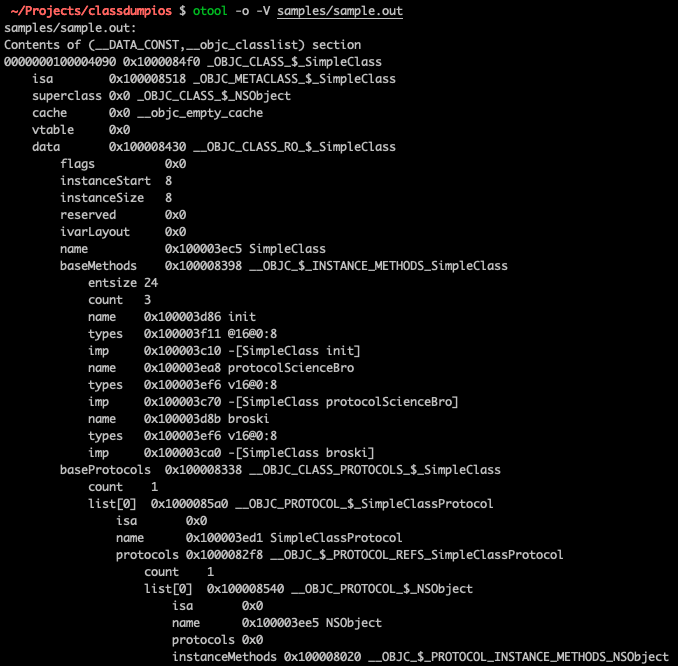 ~/Projects/classdumpios $ otool -o -V samples/sample.out
samples/sample.out:
Contents of (__DATA_CONST,__objc_classlist) section
0000000100004090 0x1000084f0 _OBJC_CLASS_$_SimpleClass
isa 0x100008518 _OBJC_METACLASS_$_SimpleClass
superclass 0x0 _OBJC_CLASS_$_NSObject
cache 0x0 __objc_empty_cache
vtable 0x0
data 0x100008430 __OBJC_CLASS_RO_$_SimpleClass
flags 0x0
instanceStart 8
instanceSize 8
reserved 0x0
ivarLayout 0x0
name 0x100003ec5 SimpleClass
baseMethods 0x100008398 __OBJC_$_INSTANCE_METHODS_SimpleClass
entsize 24
count 3
name 0x100003d86 init
types 0x100003f11 @16@0:8
imp 0x100003c10 -[SimpleClass init]
name 0x100003ea8 protocolScienceBro
types 0x100003ef6 v16@0:8
imp 0x100003c70 -[SimpleClass protocolScienceBro]
name 0x100003d8b broski
types 0x100003ef6 v16@0:8
imp 0x100003ca0 -[SimpleClass broski]
baseProtocols 0x100008338 __OBJC_CLASS_PROTOCOLS_$_SimpleClass
count 1
list[0] 0x1000085a0 __OBJC_PROTOCOL_$_SimpleClassProtocol
isa 0x0
name 0x100003ed1 SimpleClassProtocol
protocols 0x1000082f8 __OBJC_$_PROTOCOL_REFS_SimpleClassProtocol
count 1
list[0] 0x100008540 __OBJC_PROTOCOL_$_NSObject
isa 0x0
name 0x100003ee5 NSObject
protocols 0x0
instanceMethods 0x100008020 __OBJC_$_PROTOCOL_INSTANCE_METHODS_NSObject